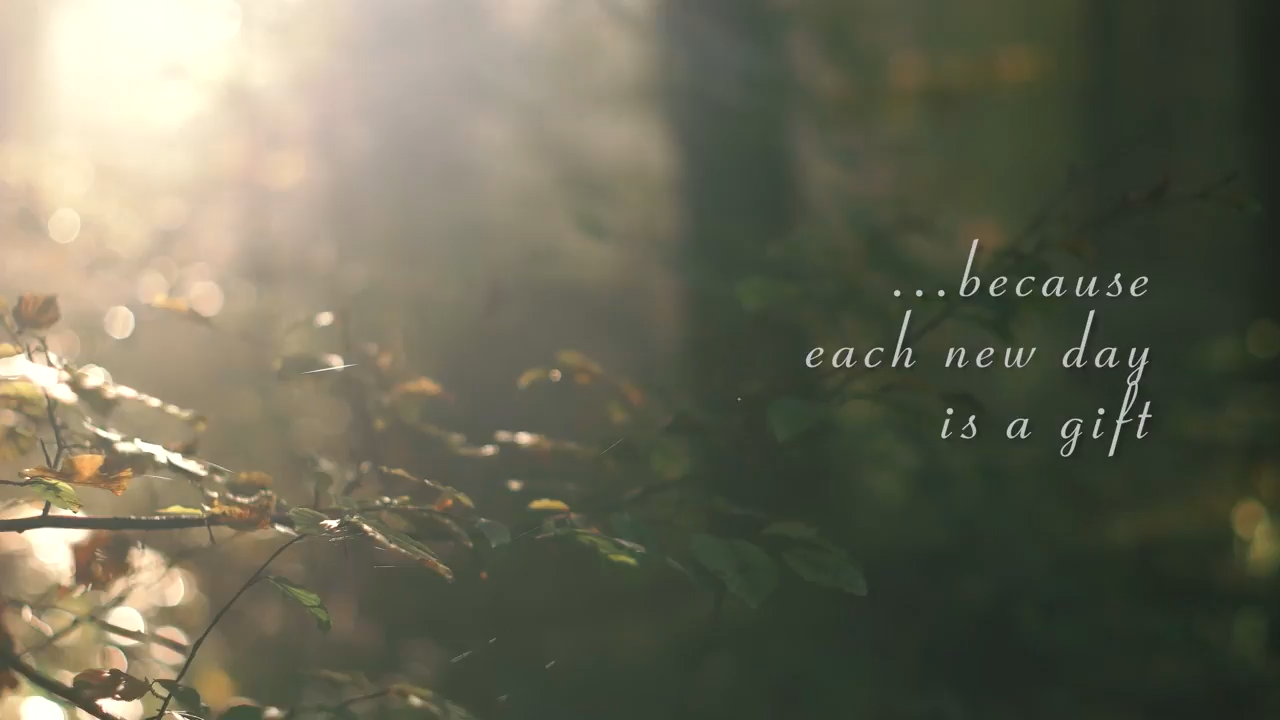 ...because
each new day
is a gift